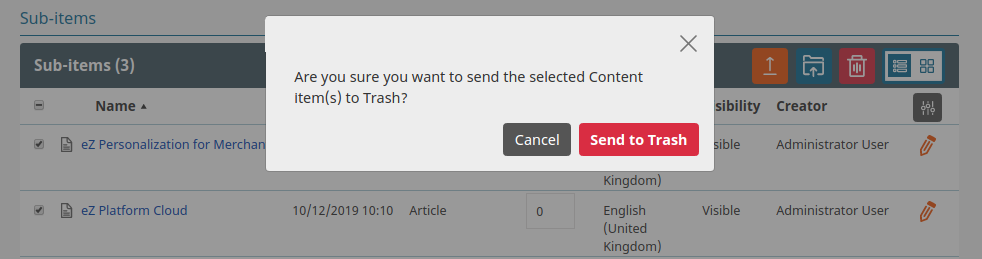 Sub-items
Sub-items (3)
Are you sure you want to send the selected Content
Item(s) to Trash?
Cancel
Send to Trash
Name
sibility
Creator
eZ Personalization for Merchan
sible
Administrator User
Kingdom)
eZ Platform Cloud
10/12/2019 10:10
Article
0
English
(United
Kingdom)
Visible
Administrator User